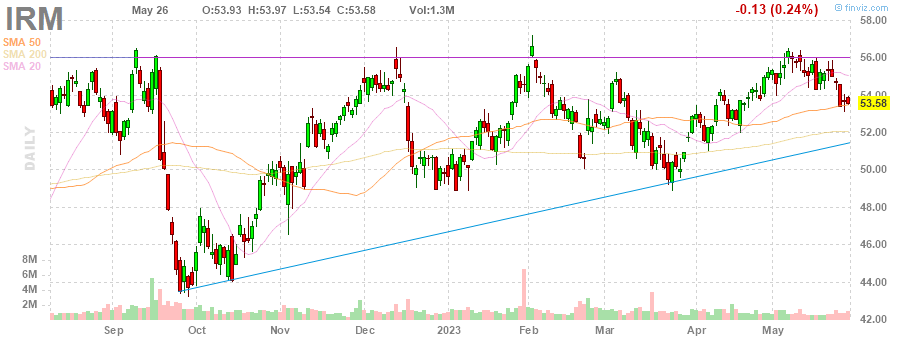 IRM May 26 O:53.93 H:53.97 L:53.54 C:53.58 Vol:1.3M -0.13 (0.24%) © finviz.com
SMA 50
SMA 200
SMA 20
DAILY
58.00
56.00
54.00
53.58
52.00
50.00
48.00
46.00
44.00
42.00
8M
6M
4M
2M
Sep Oct Nov Dec 2023 Feb Mar Apr May